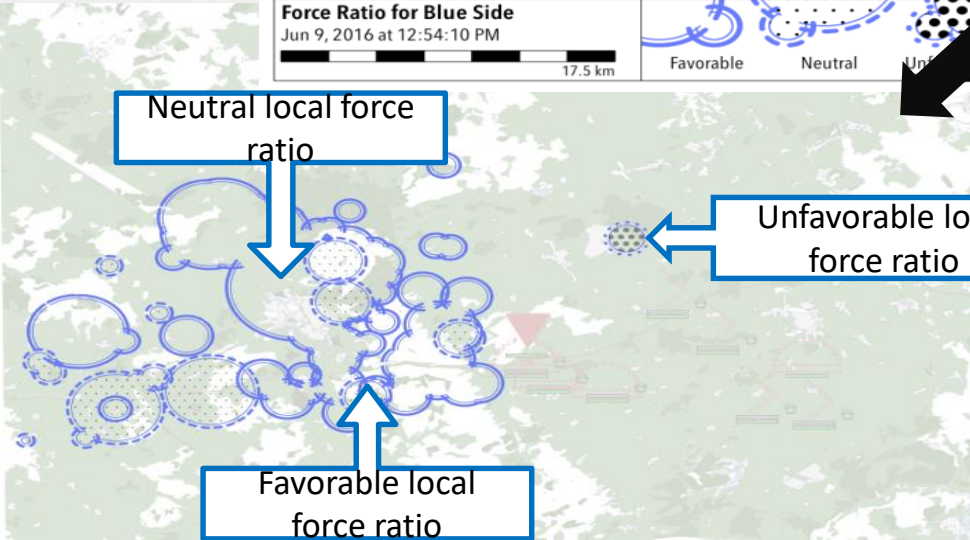 Force Ratio for Blue Side
Jun 9, 2016 at 12:54:10 PM
17.5 km
Favorable
Neutral
Neutral local force
ratio
Unfavorable
force ratio
Favorable local
force ratio